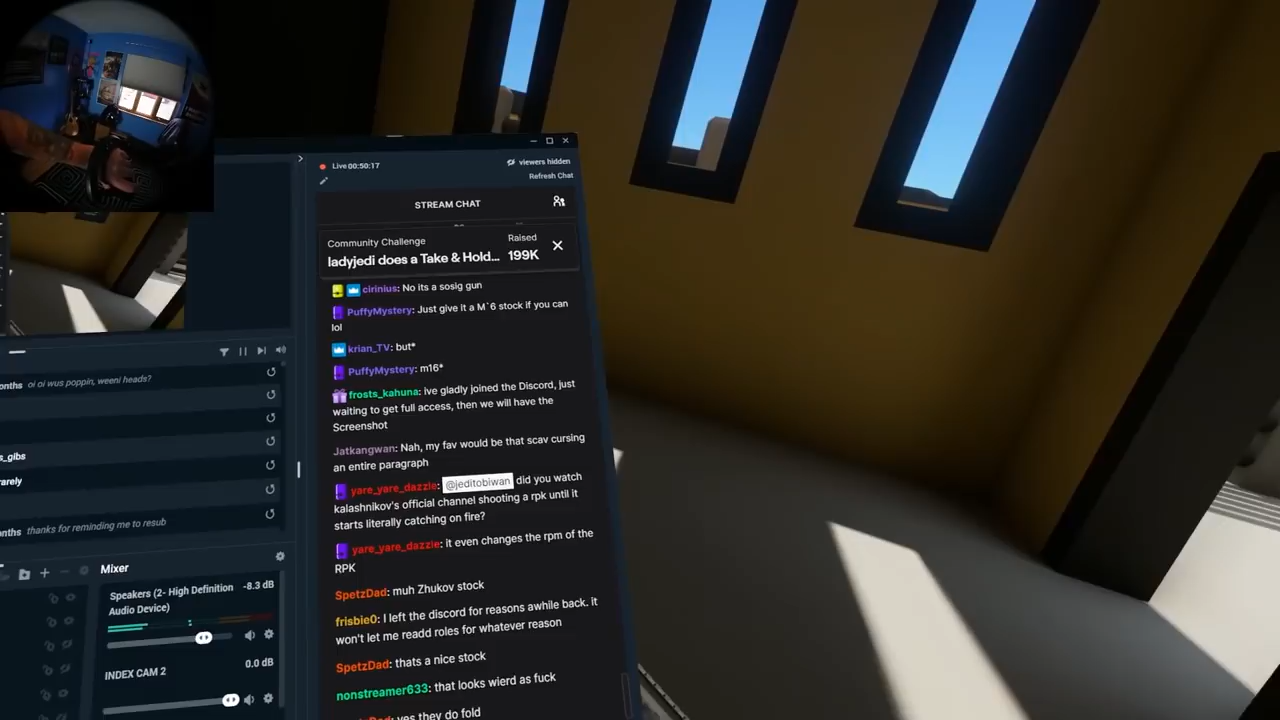 Live 00:50:17
viewers hidden
Refresh Chat
STREAM CHAT
Community Challenge
Raised
ladyjedi does a Take & Hold...
199K
cirinius: No its a sosig gun
PuffyMystery: Just give it a M`6 stock if you can
lol
krian_TV: but*
PuffyMystery: m16*
frosts_kahuna: ive gladly joined the Discord, just
waiting to get full access, then we will have the
Screenshot
Jatkangwan: Nah, my fav would be that scav cursing
an entire paragraph
yare_yare_dazzle: @jeditobiwan did you watch
kalashnikov's official channel shooting a rpk until it
starts literally catching on fire?
yare_yare_dazzle: it even changes the rpm of the
RPK
SpetzDad: muh Zhukov stock
frisbie0: I left the discord for reasons awhile back. it
won't let me readd roles for whatever reason
SpetzDad: thats a nice stock
nonstreamer633: that looks wierd as fuck
yes they do fold
onths oi oi wus poppin, weeni heads?
s_gibs
rarely
onths thanks for reminding me to resub
Mixer
Speakers (2- High Definition
Audio Device)
-8.3 dB
INDEX CAM 2
0.0 dB